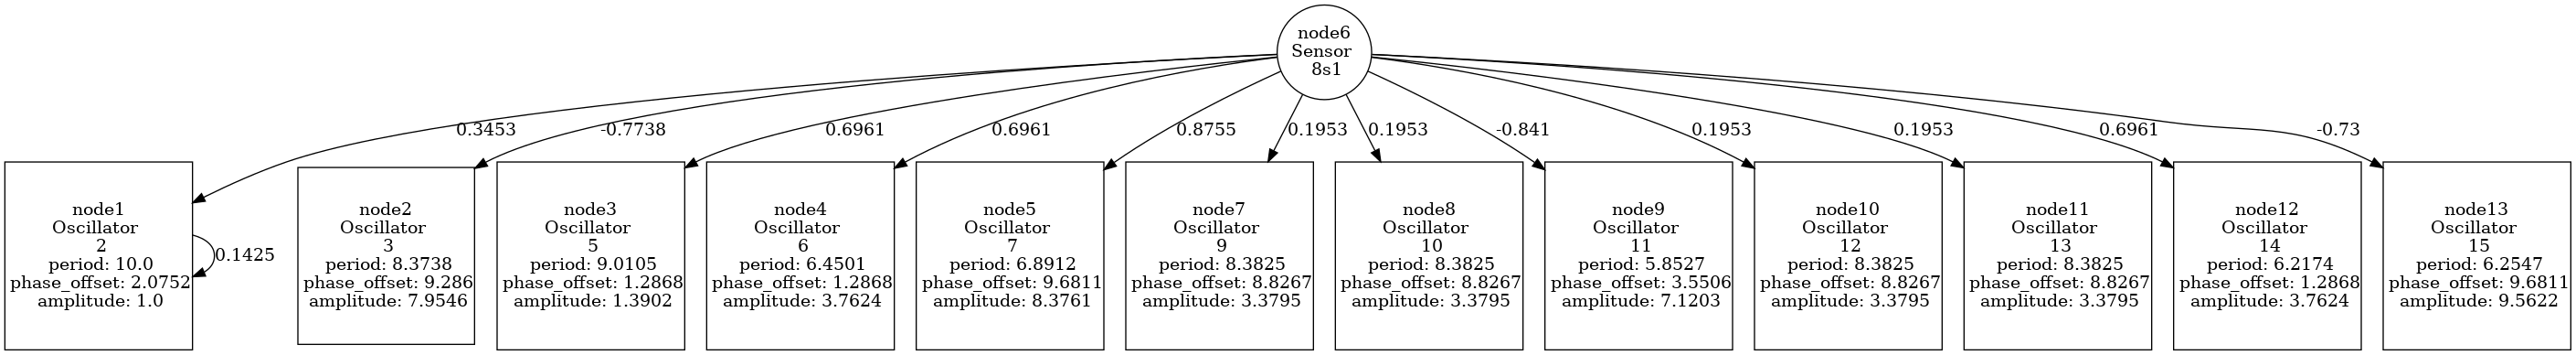 node6
Sensor
8s1
0.3453
-0.7738
0.6961
0.6961
0.8755
0.1953
0.1953
-0.841
0.1953
0.1953
0.6961
-0.73
node1
Oscillator
2
period: 10.0
phase_offset: 2.0752
amplitude: 1.0
0.1425
node2
Oscillator
3
period: 8.3738
phase_offset: 9.286
amplitude: 7.9546
node3
Oscillator
5
period: 9.0105
phase_offset: 1.2868
amplitude: 1.3902
node4
Oscillator
6
period: 6.4501
phase_offset: 1.2868
amplitude: 3.7624
node5
Oscillator
7
period: 6.8912
phase_offset: 9.6811
amplitude: 8.3761
node7
Oscillator
9
period: 8.3825
phase_offset: 8.8267
amplitude: 3.3795
node8
Oscillator
10
period: 8.3825
phase_offset: 8.8267
amplitude: 3.3795
node9
Oscillator
11
period: 5.8527
phase_offset: 3.5506
amplitude: 7.1203
node10
Oscillator
12
period: 8.3825
phase_offset: 8.8267
amplitude: 3.3795
node11
Oscillator
13
period: 8.3825
phase_offset: 8.8267
amplitude: 3.3795
node12
Oscillator
14
period: 6.2174
phase_offset: 1.2868
amplitude: 3.7624
node13
Oscillator
15
period: 6.2547
phase_offset: 9.6811
amplitude: 9.5622